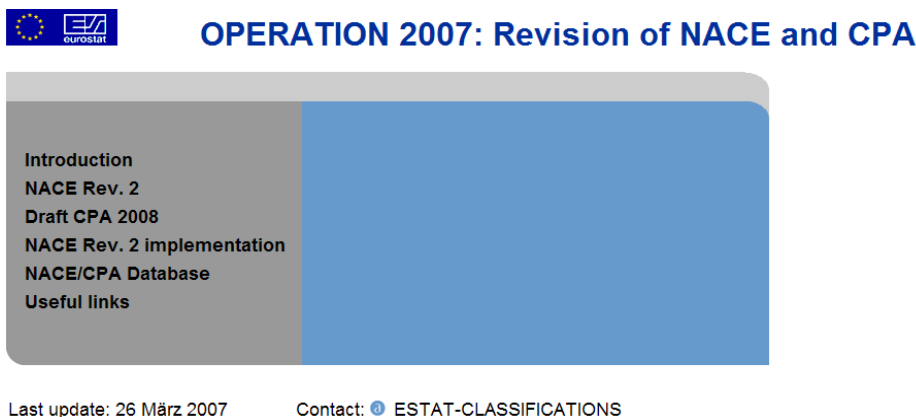 eurostat
OPERATION 2007: Revision of NACE and CPA
Introduction
NACE Rev. 2
Draft CPA 2008
NACE Rev. 2 implementation
NACE/CPA Database
Useful links
Last update: 26 März 2007 Contact: @ ESTAT-CLASSIFICATIONS